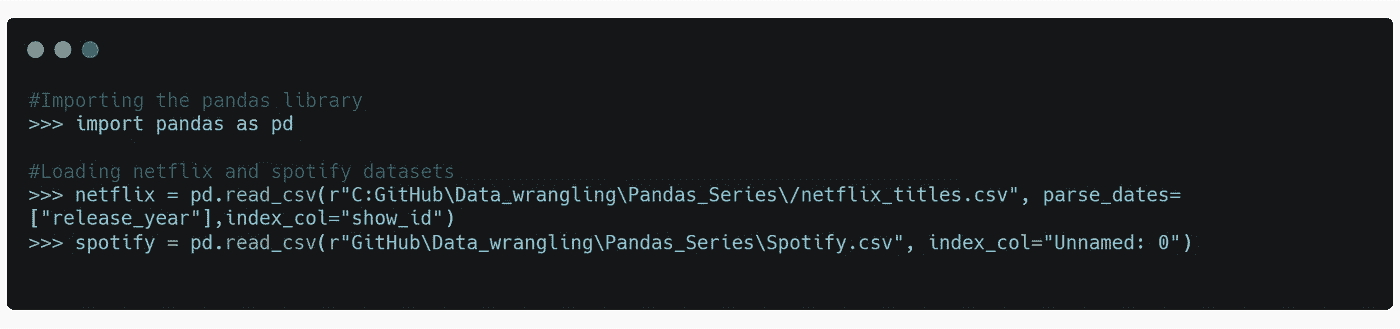 #Importing the pandas library
>>> import pandas as pd
#Loading netflix and spotify datasets
>>> netflix = pd.read_csv(r"C:GitHub\Data_wrangling\Pandas_Series\/netflix_titles.csv", parse_dates=
["release_year"],index_col="show_id")
>>> spotify = pd.read_csv(r"GitHub\Data_wrangling\Pandas_Series\Spotify.csv", index_col="Unnamed: 0")